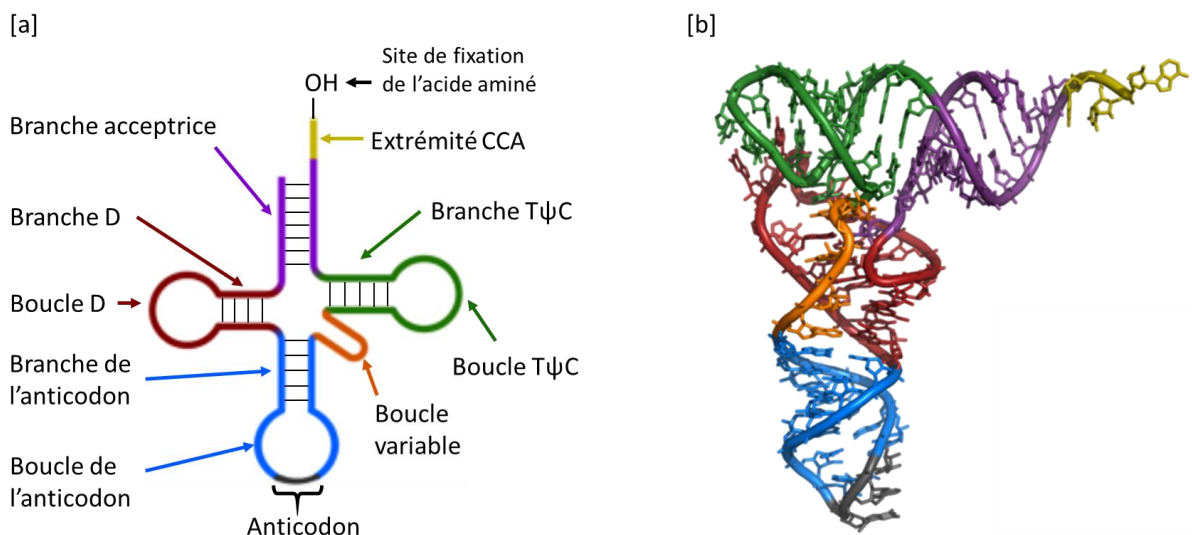 [a]
[b]
Site de fixation
de l'acide aminé
OH
Branche acceptrice
Extrémité CCA
Branche D
Branche TψC
Boucle D
Boucle TψC
Branche de
l'anticodon
Boucle
variable
Boucle de
l'anticodon
Anticodon